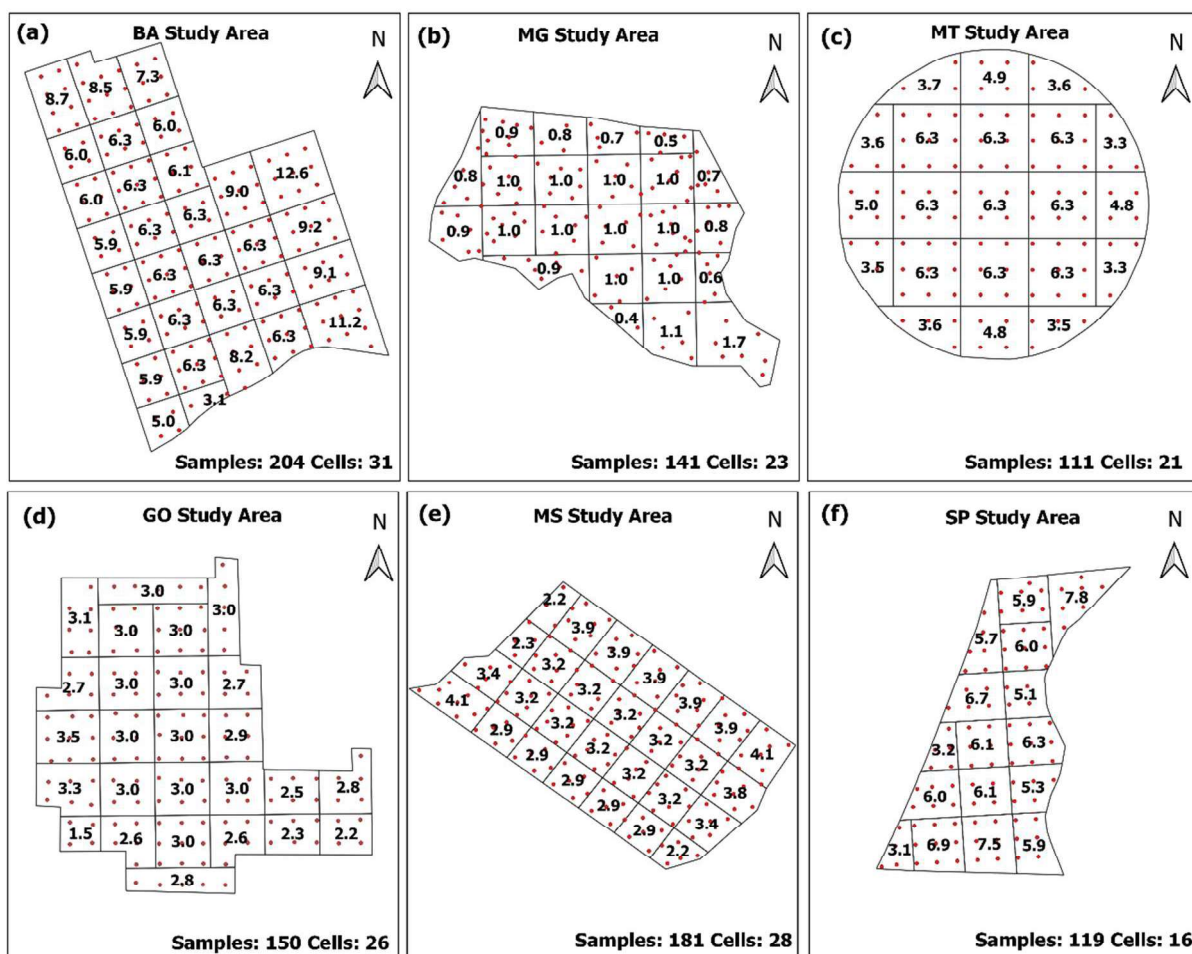 (a) BA Study Area N
8.7 8.5 7.3
6.0 6.3 6.0
6.0 6.3 6.1 9.0 12.6
5.9 6.3 6.3 6.3 9.2
5.9 6.3 6.3 6.3 9.1
5.9 6.3 6.3 6.3 11.2
5.9 6.3 8.2
5.0 3.1
Samples: 204 Cells: 31
(b) MG Study Area N
0.9 0.8 0.7 0.5
0.8 1.0 1.0 1.0 1.0 0.7
0.9 1.0 1.0 1.0 1.0 0.8
0.9 1.0 1.0 0.6
0.4 1.1 1.7
Samples: 141 Cells: 23
(c) MT Study Area N
3.7 4.9 3.6
3.6 6.3 6.3 6.3 3.3
5.0 6.3 6.3 6.3 4.8
3.5 6.3 6.3 6.3 3.3
3.6 4.8 3.5
Samples: 111 Cells: 21
(d) GO Study Area N
3.0
3.1 3.0 3.0 3.0
2.7 3.0 3.0 2.7
3.5 3.0 3.0 2.9
3.3 3.0 3.0 3.0 2.5 2.8
1.5 2.6 3.0 2.6 2.3 2.2
2.8
Samples: 150 Cells: 26
(e) MS Study Area N
2.2
2.3 3.9
3.4 3.2 3.9
4.1 3.2 3.2 3.9
2.9 3.2 3.2 3.9
2.9 3.2 3.2 3.9
2.9 3.2 3.2 4.1
2.9 3.2 3.8
2.9 3.4
2.2
Samples: 181 Cells: 28
(f) SP Study Area N
5.9 7.8
5.7 6.0
6.7 5.1
3.2 6.1 6.3
6.0 6.1 5.3
3.1 6.9 7.5 5.9
Samples: 119 Cells: 16